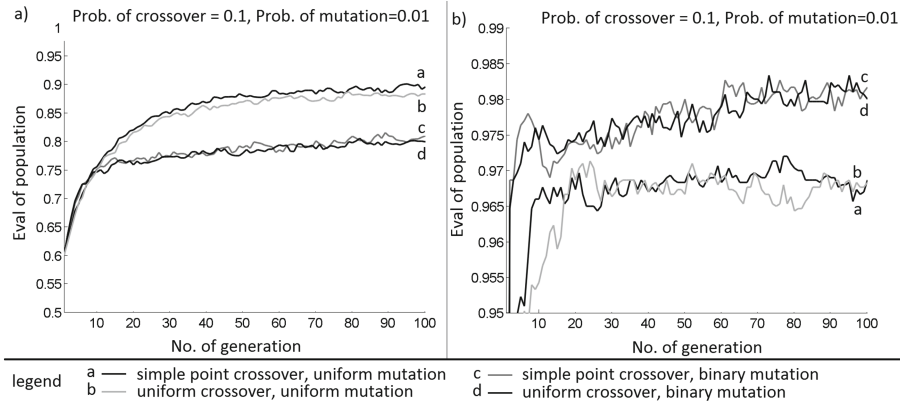 a)
Prob. of crossover = 0.1, Prob. of mutation=0.01
1
0.95
0.9
0.85
0.8
0.75
0.7
0.65
0.6
0.55
0.5
Eval of population
a
b
c
d
10 20 30 40 50 60 70 80 90 100
No. of generation
b)
Prob. of crossover = 0.1, Prob. of mutation=0.01
0.99
0.985
0.98
0.975
0.97
0.965
0.96
0.955
0.95
Eval of population
c
d
b
a
10 20 30 40 50 60 70 80 90 100
No. of generation
legend
a simple point crossover, uniform mutation
b uniform crossover, uniform mutation
c simple point crossover, binary mutation
d uniform crossover, binary mutation